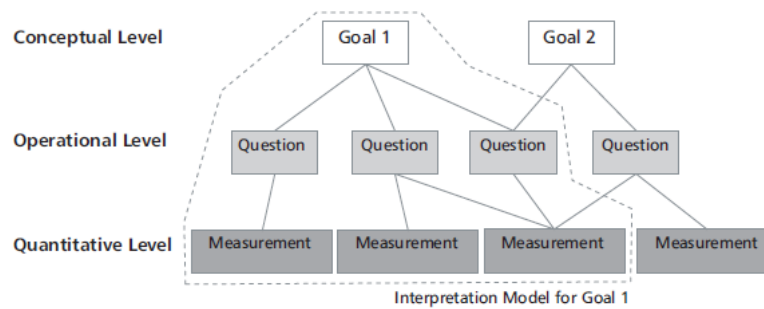 Conceptual Level
Goal 1
Goal 2
Operational Level
Question
Question
Question
Question
Quantitative Level
Measurement
Measurement
Measurement
Measurement
Interpretation Model for Goal 1